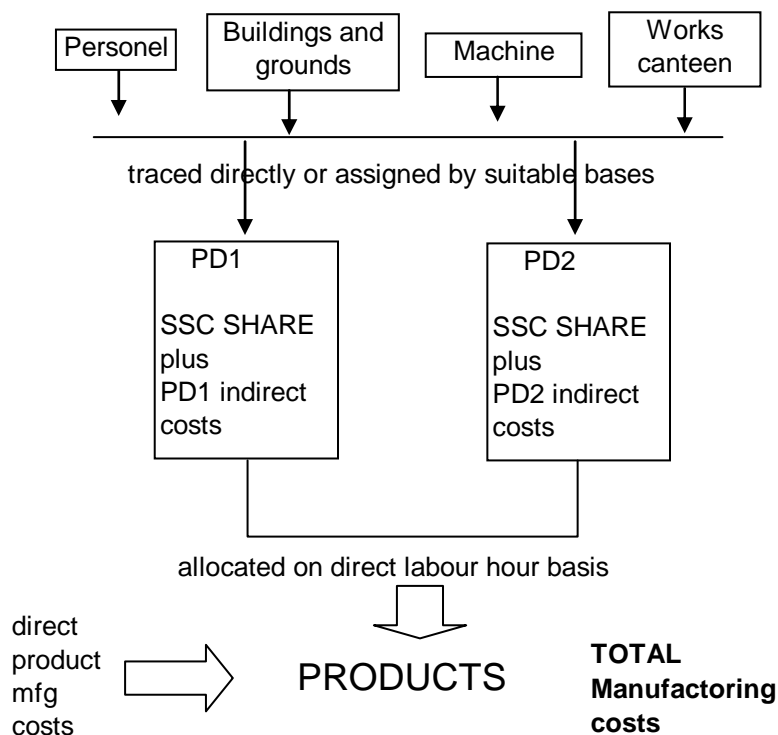 Personel
Buildings and
grounds
Machine
Works
canteen
traced directly or assigned by suitable bases
PD1
SSC SHARE
plus
PD1 indirect
costs
PD2
SSC SHARE
plus
PD2 indirect
costs
allocated on direct labour hour basis
direct
product
mfg
costs
PRODUCTS
TOTAL
Manufactoring
costs